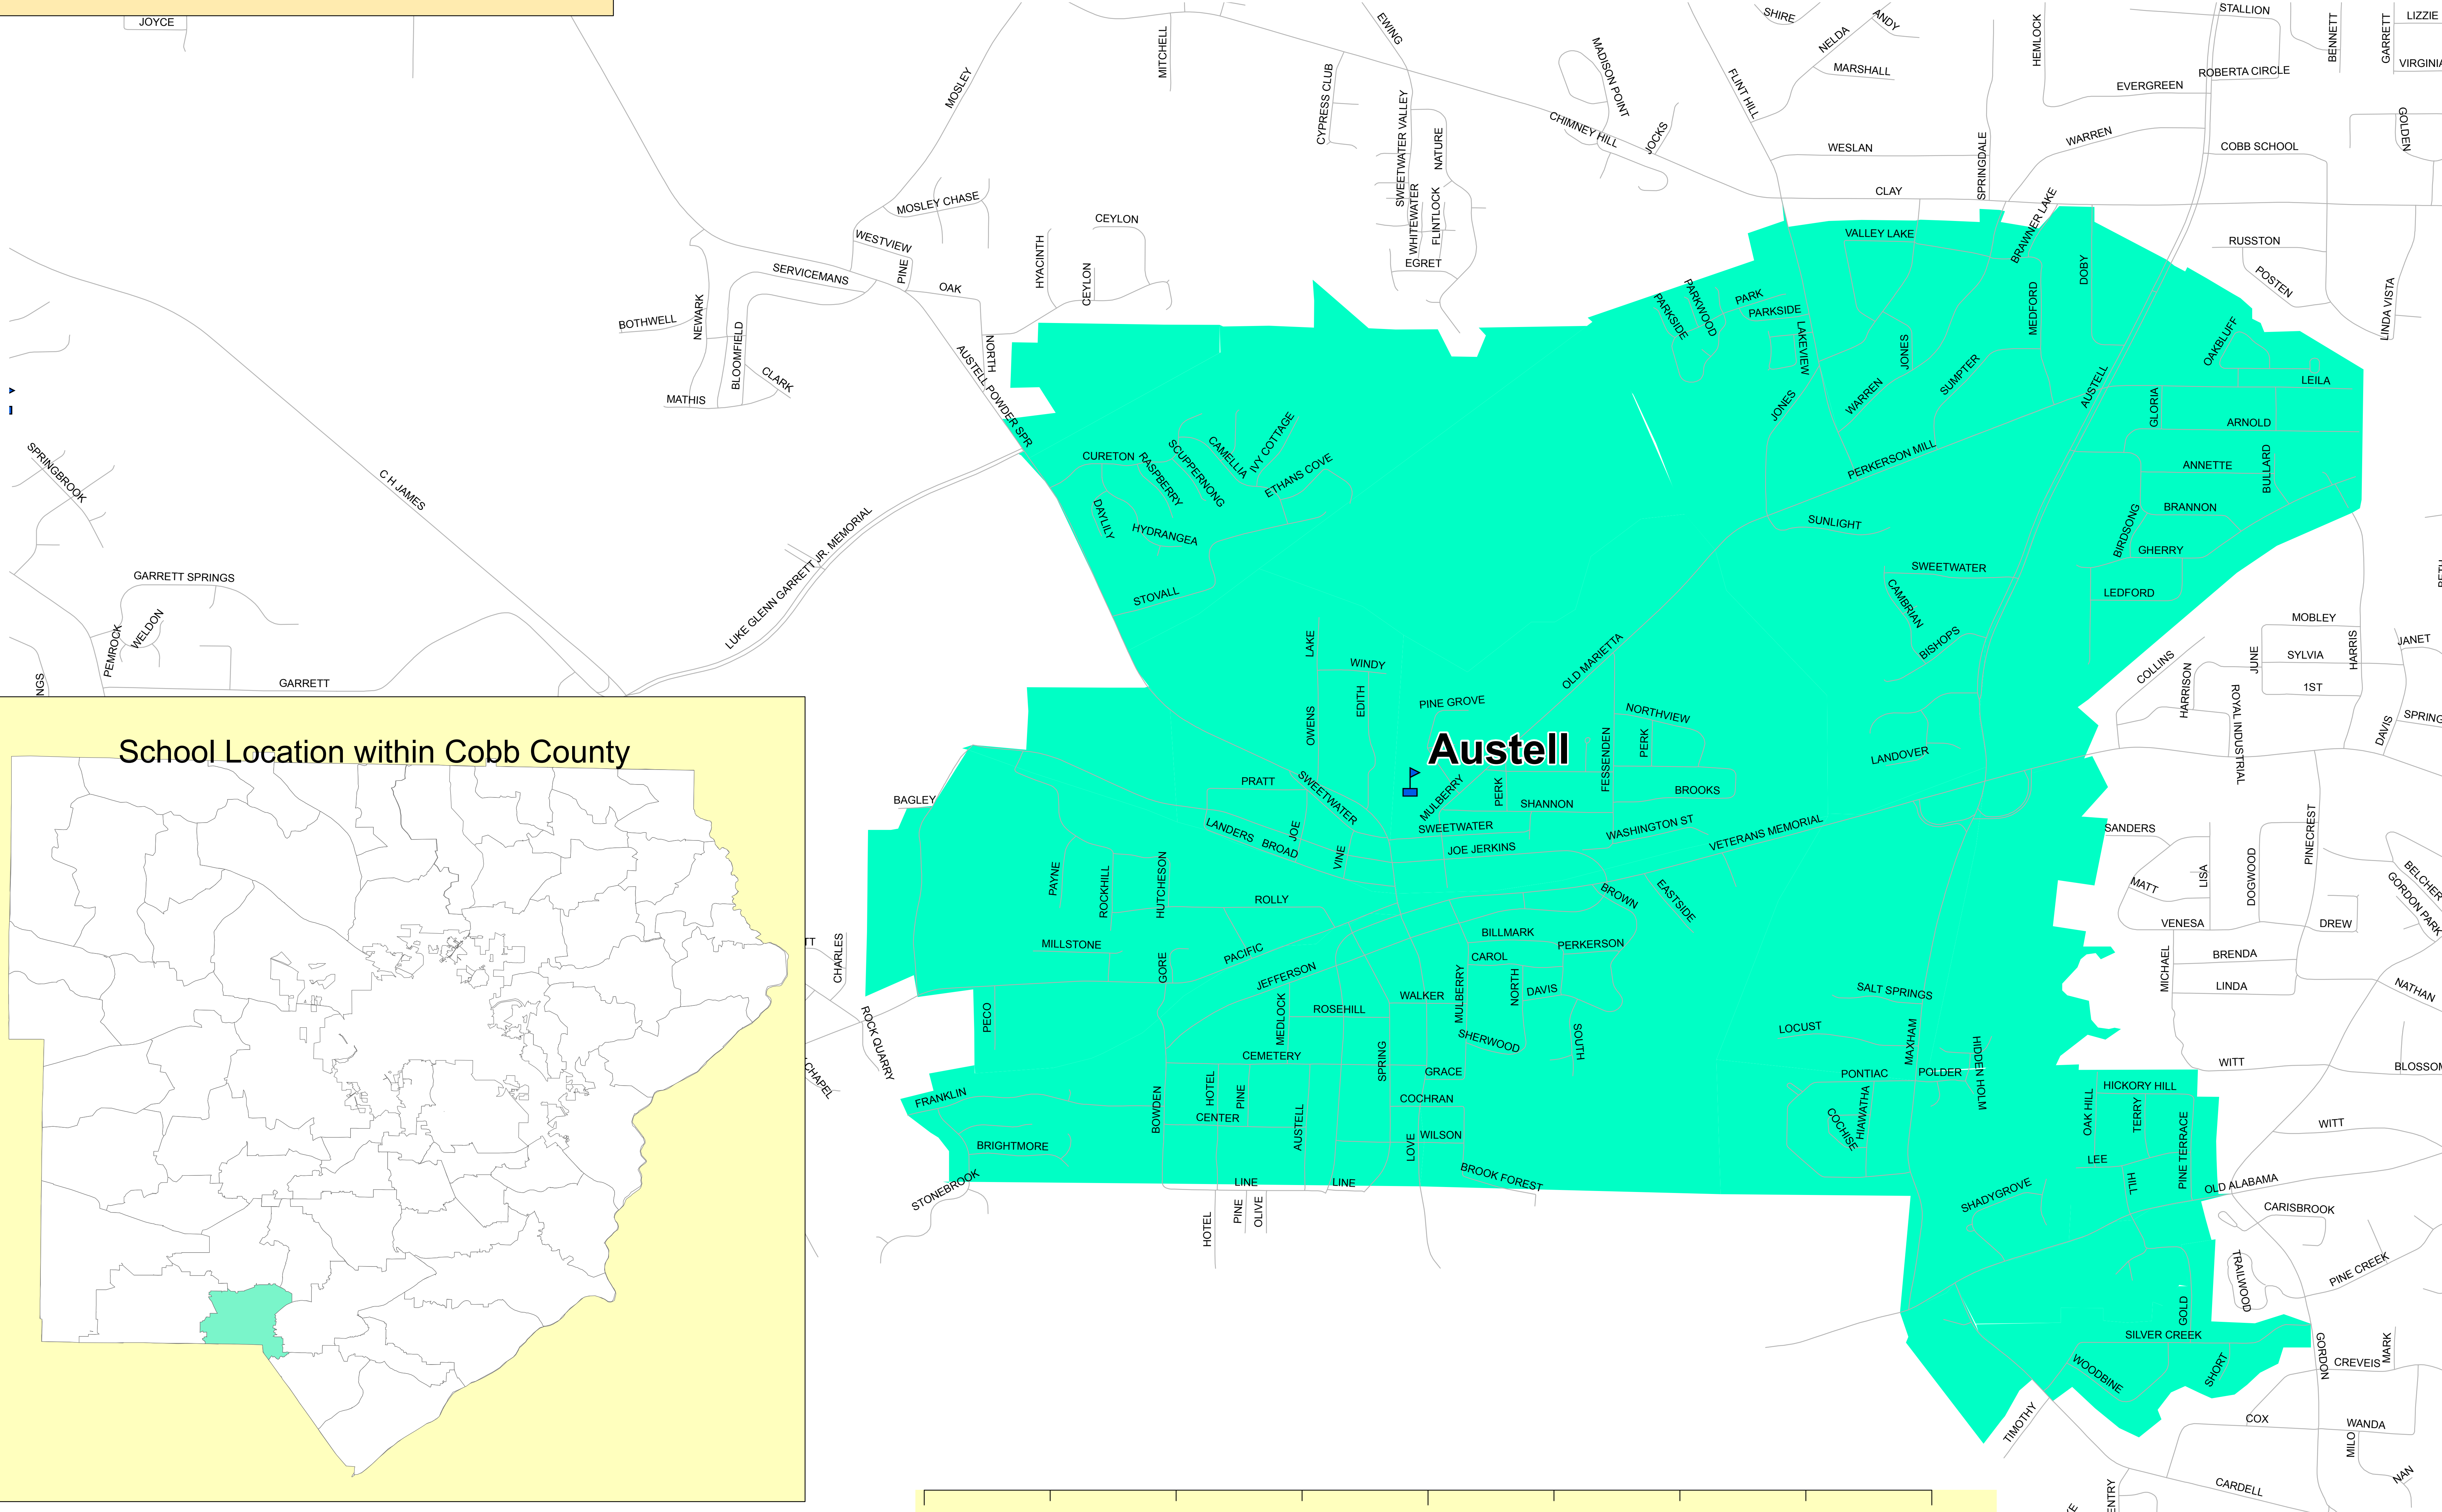 JOYCE
MITCHELL
MOSLEY
EWING
CYPRESS CLUB
SWEETWATER VALLEY
NATURE
WHITEWATER
FLINTLOCK
EGRET
MADISON POINT
CHIMNEY HILL
JOCKS
SHIRE
ANDY
NELDA
MARSHALL
FLINT HILL
HEMLOCK
STALLION
BENNETT
GARRETT
LIZZIE
VIRGINIA
ROBERTA CIRCLE
EVERGREEN
GOLDEN
WARREN
COBB SCHOOL
WESLAN
SPRINGDALE
CLAY
BRAWNER LAKE
RUSSTON
POSTEN
LINDA VISTA
MOSLEY CHASE
WESTVIEW
PINE
SERVICEMANS
OAK
HYACINTH
CEYLON
CEYLON
NORTH
BOTHWELL
NEWARK
BLOOMFIELD
CLARK
MATHIS
AUSTELL POWDER SPR
VALLEY LAKE
DOBY
MEDFORD
PARKSIDE
PARKWOOD
PARK
PARKSIDE
LAKEVIEW
JONES
JONES
WARREN
SUMPTER
AUSTELL
OAKBLUFF
LEILA
GLORIA
ARNOLD
ANNETTE
BULLARD
BRANNON
BIRDSONG
GHERRY
LEDFORD
PERKERSON MILL
SUNLIGHT
SWEETWATER
CAMBRIAN
BISHOPS
SPRINGBROOK
C H JAMES
LUKE GLENN GARRETT JR. MEMORIAL
CURETON
RASPBERRY
SCUPPERNONG
CAMELLIA
IVY COTTAGE
ETHANS COVE
DAYLILY
HYDRANGEA
STOVALL
GARRETT SPRINGS
WELDON
PEMROCK
GARRETT
NGS
LAKE
WINDY
EDITH
OWENS
PINE GROVE
OLD MARIETTA
NORTHVIEW
PERK
FESSENDEN
LANDOVER
COLLINS
MOBLEY
JANET
JUNE
SYLVIA
HARRIS
HARRISON
1ST
ROYAL INDUSTRIAL
DAVIS
SPRING
School Location within Cobb County
Austell
BAGLEY
PRATT
SWEETWATER
MULBERRY
PERK
SHANNON
BROOKS
LANDERS
JOE
BROAD
VINE
SWEETWATER
WASHINGTON ST
JOE JERKINS
VETERANS MEMORIAL
SANDERS
PINECREST
MATT
LISA
DOGWOOD
BELCHER
GORDON PARK
VENESA
DREW
PAYNE
ROCKHILL
HUTCHESON
ROLLY
BROWN
EASTSIDE
MILLSTONE
GORE
PACIFIC
BILLMARK
PERKERSON
CAROL
JEFFERSON
MULBERRY
NORTH
DAVIS
TT
CHARLES
ROCK QUARRY
CHAPEL
PECO
MEDLOCK
ROSEHILL
WALKER
SHERWOOD
SOUTH
SALT SPRINGS
LOCUST
MAXHAM
HIDDEN HOLM
MICHAEL
BRENDA
LINDA
NATHAN
WITT
BLOSSOM
CEMETERY
SPRING
GRACE
PONTIAC
POLDER
HICKORY HILL
FRANKLIN
BOWDEN
HOTEL
PINE
CENTER
AUSTELL
COCHRAN
WILSON
LOVE
COCHISE
HIAWATHA
OAK HILL
TERRY
PINE TERRACE
LEE
HILL
WITT
BRIGHTMORE
STONEBROOK
LINE
LINE
BROOK FOREST
HOTEL
PINE
OLIVE
SHADYGROVE
OLD ALABAMA
CARISBROOK
TRAILWOOD
PINE CREEK
GOLD
SILVER CREEK
WOODBINE
SHORT
GORDON
CREVEIS
MARK
TIMOTHY
COX
WANDA
MILO
NAN
CARDELL
ENTRY